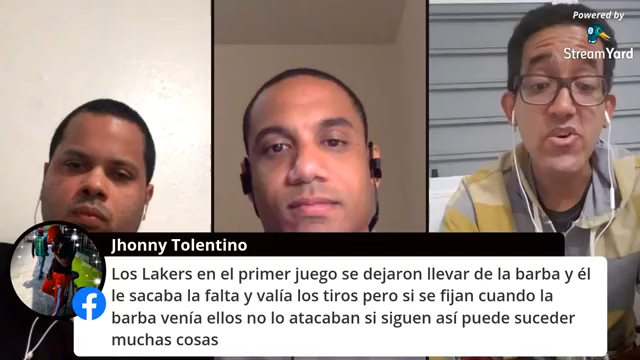 Powered by
StreamYard
Jhonny Tolentino
Los Lakers en el primer juego se dejaron llevar de la barba y él
le sacaba la falta y valía los tiros pero si se fijan cuando la
barba venía ellos no lo atacaban si siguen así puede suceder
muchas cosas